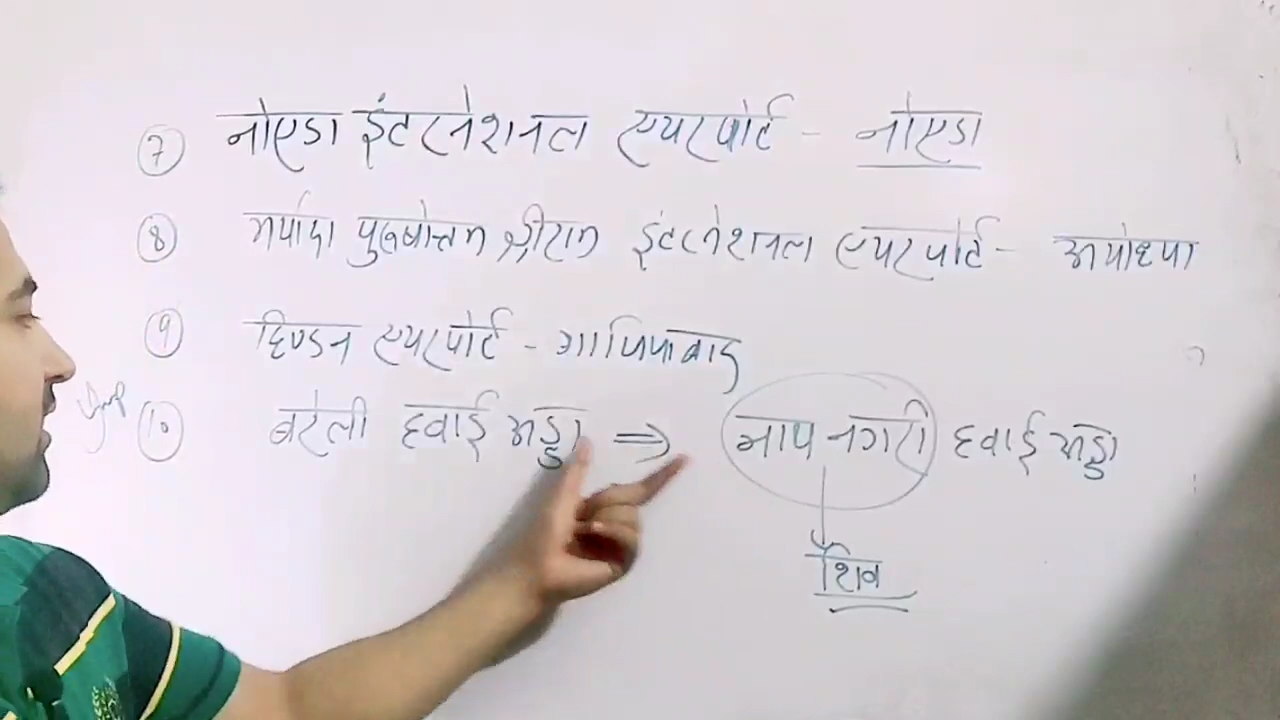 7 नोएडा इंटरनेशनल एयरपोर्ट - नोएडा
8 मर्यादा पुरुषोत्तम श्रीराम इंटरनेशनल एयरपोर्ट - अयोध्या
9 हिण्डन एयरपोर्ट - गाजियाबाद
Imp 10 बरेली हवाई अड्डा ⇒ नाथ नगरी हवाई अड्डा
शिव